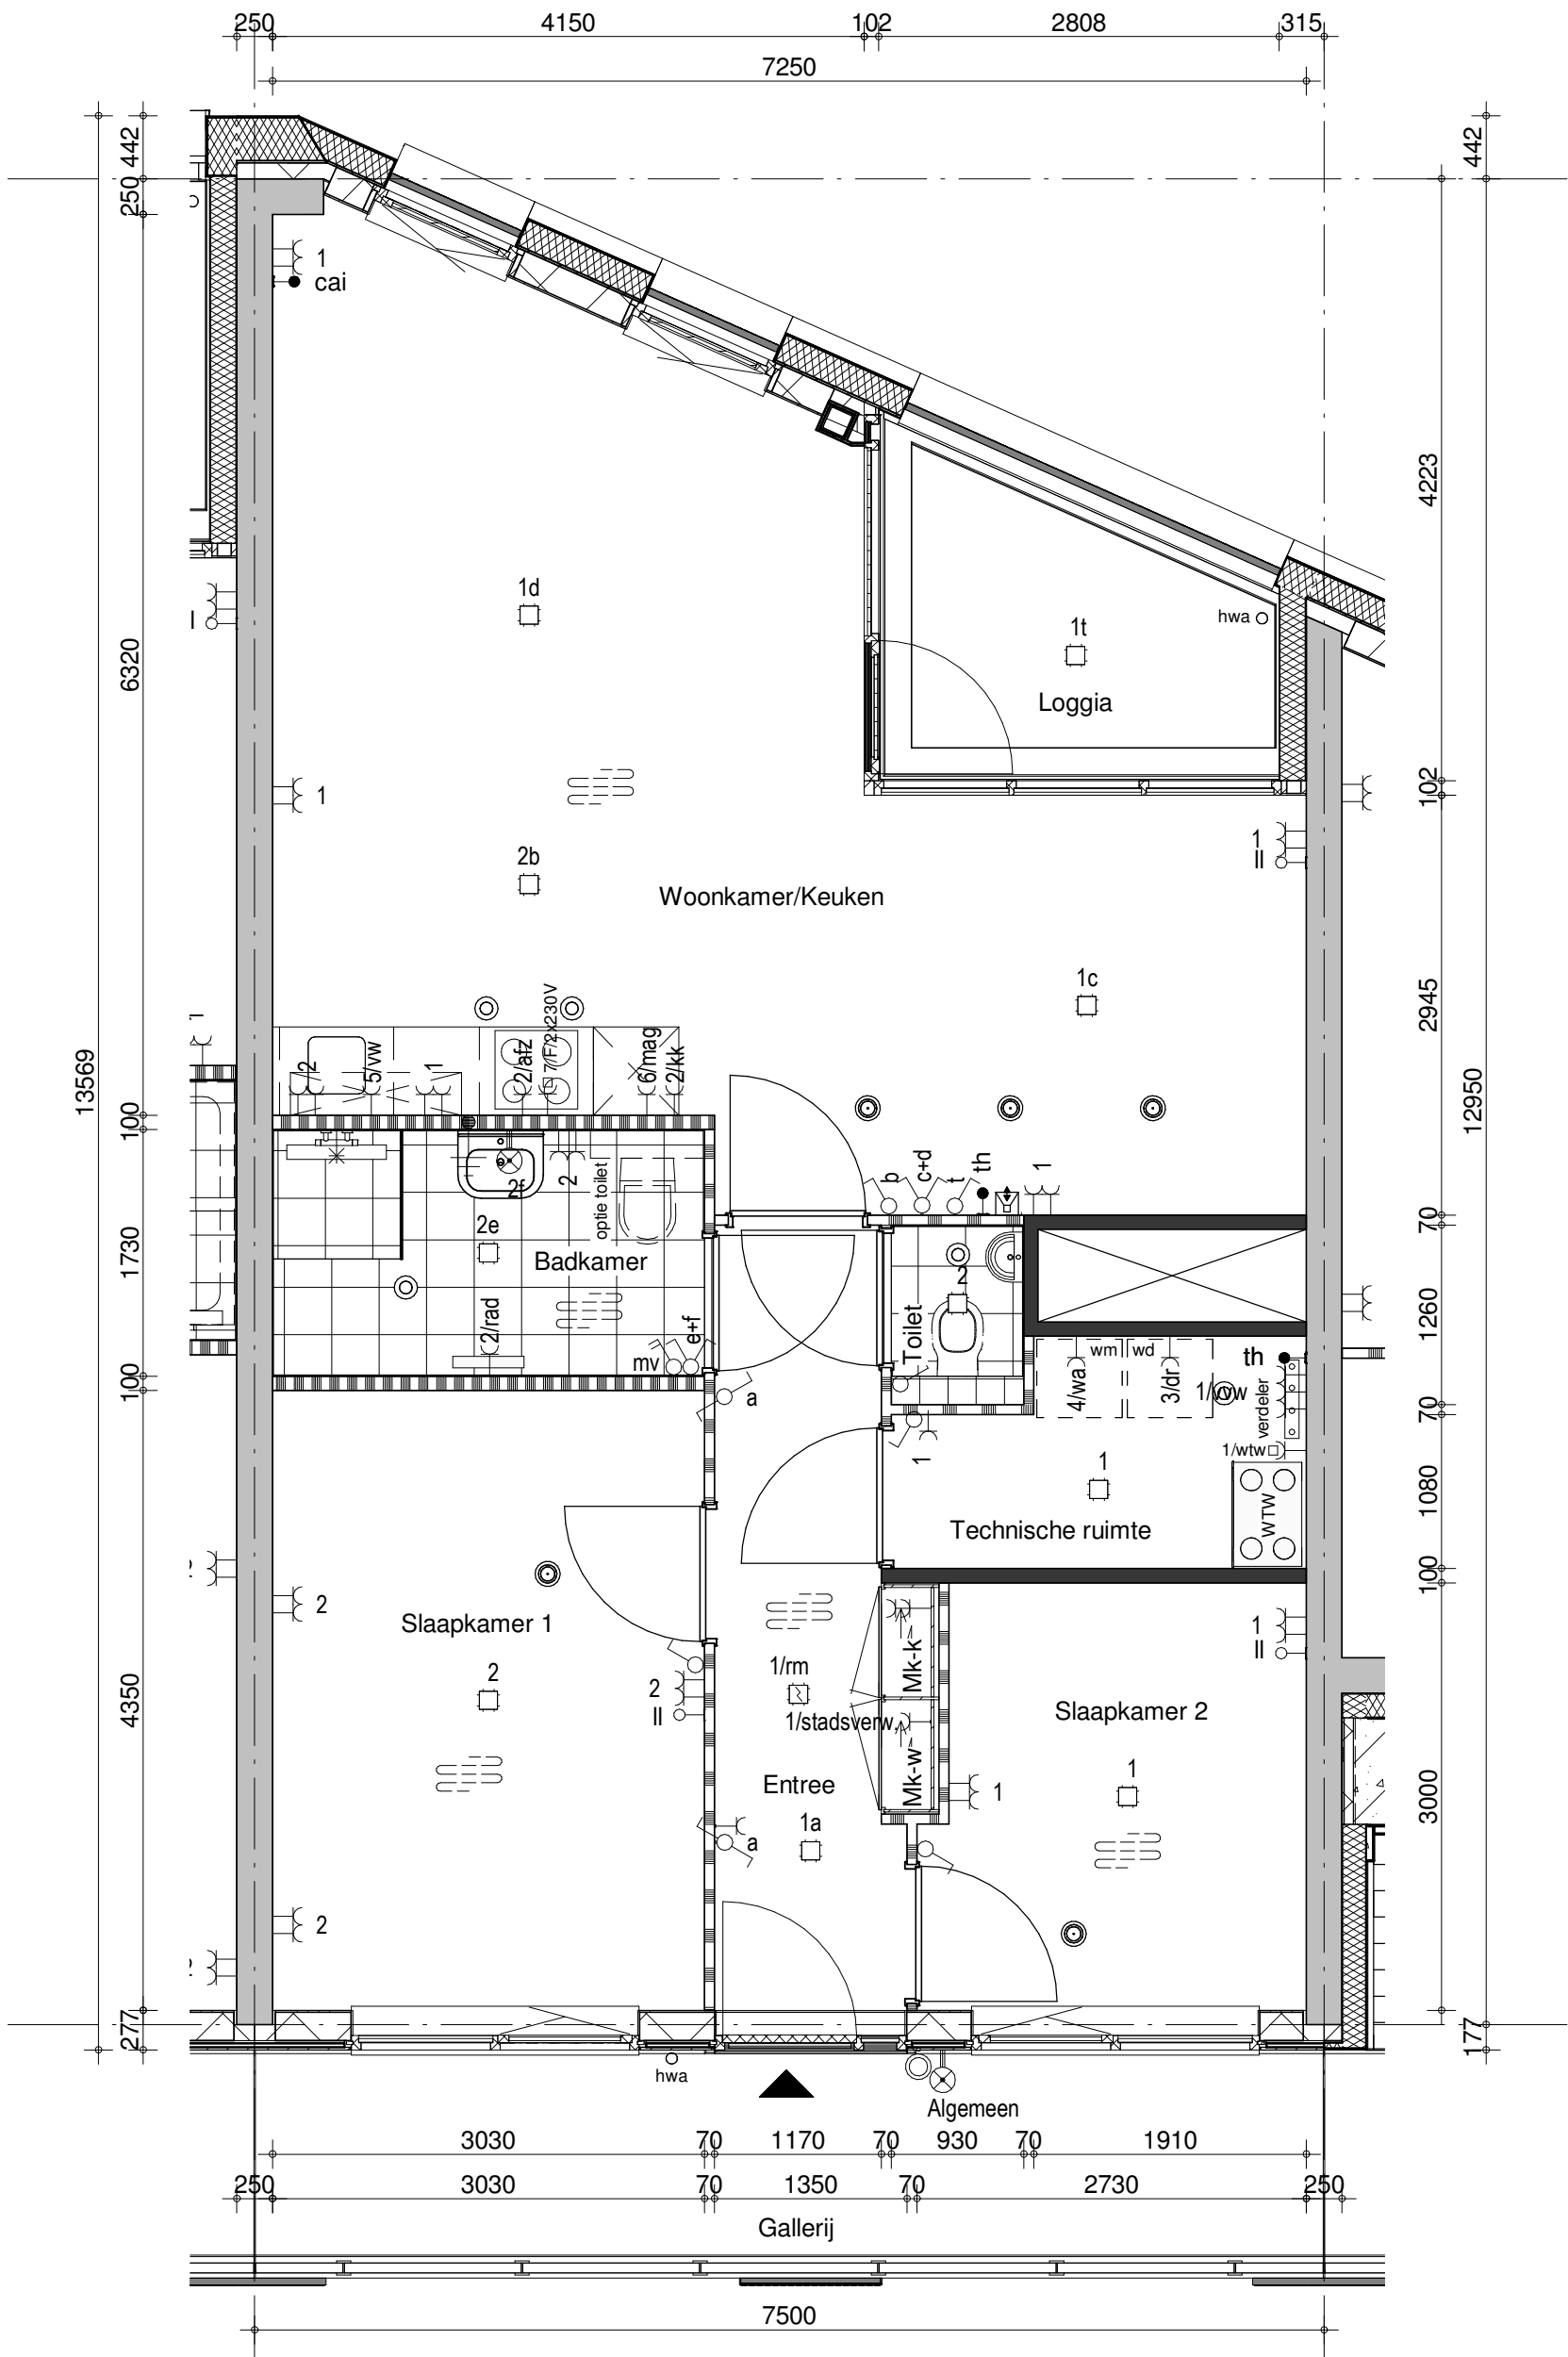 250 4150 102 2808 315
7250
442
442
250
1
cai
4223
1d
hwa
1t
6320
Loggia
102
1
1
ll
2b
Woonkamer/Keuken
1c
2945
13569
12950
2
5/vw
1
2/afz
7/F/2x230V
6/mag
2/kk
100
b
c+d
t
th
1
2f
2
optie toilet
70
2e
Badkamer
1730
2
1260
2/rad
e+f
Toilet
mv
wm
wd
th
4/wa
3/dr
1/vvw
verdeler
100
a
70
1
1/wtw
1
1080
WTW
Technische ruimte
100
2
Slaapkamer 1
1
ll
Mk-k
1/rm
2
2
ll
4350
Slaapkamer 2
1/stadsverw.
Mk-w
Entree
1
1
3000
1a
a
2
277
177
hwa
Algemeen
3030 70 1170 70 930 70 1910
250 3030 70 1350 70 2730 250
Gallerij
7500